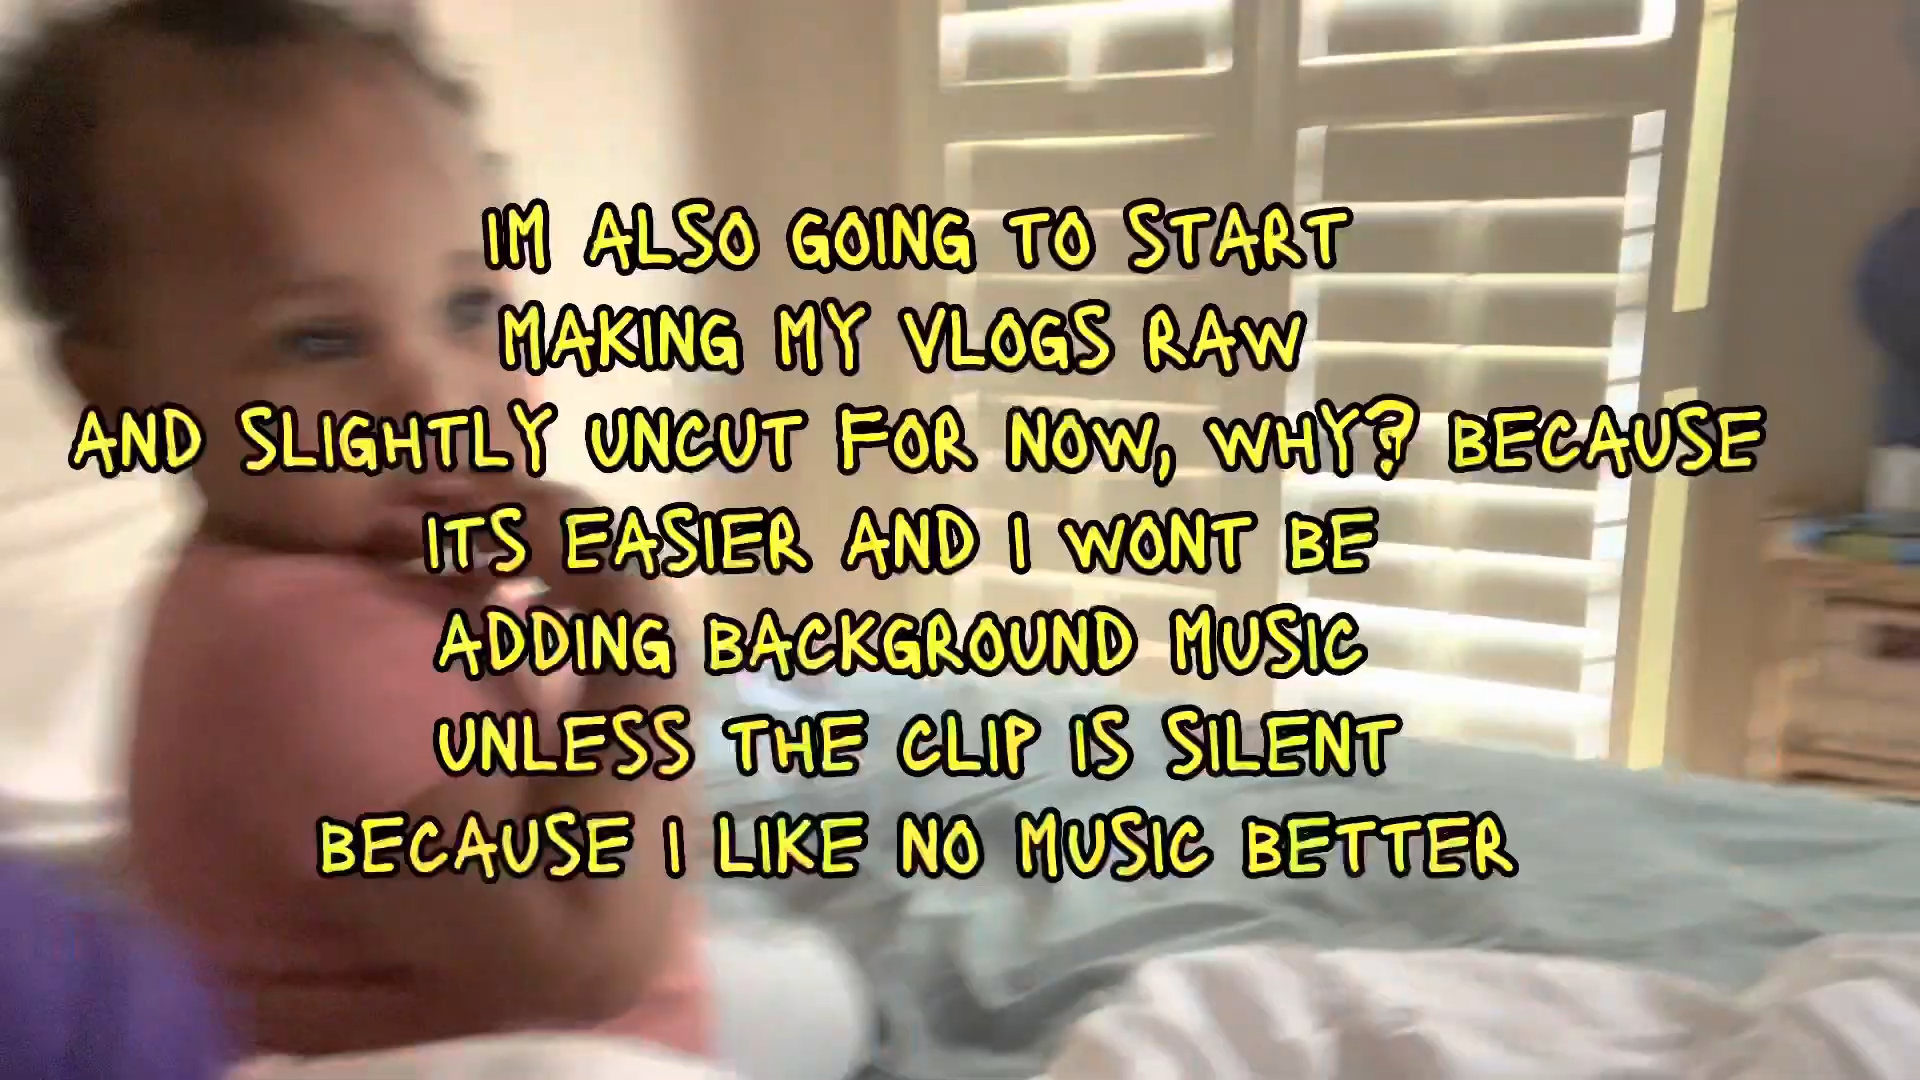 IM ALSO GOING TO START
MAKING MY VLOGS RAW
AND SLIGHTLY UNCUT FOR NOW, WHY? BECAUSE
ITS EASIER AND I WONT BE
ADDING BACKGROUND MUSIC
UNLESS THE CLIP IS SILENT
BECAUSE I LIKE NO MUSIC BETTER